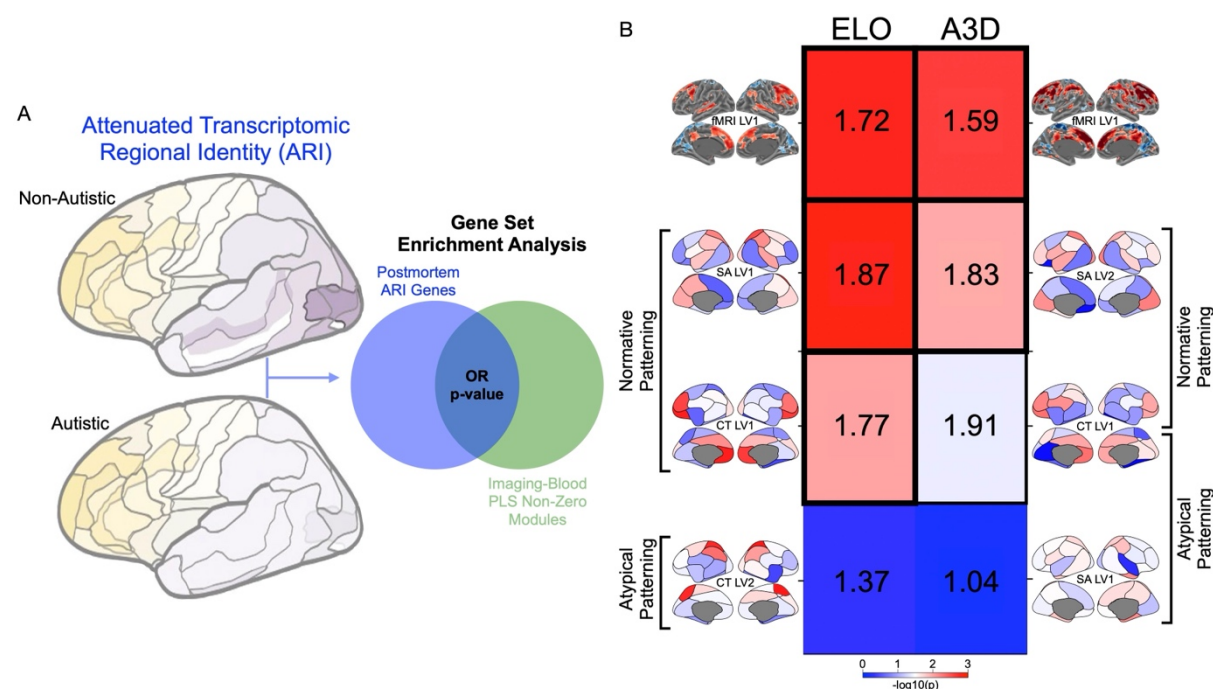 A
Attenuated Transcriptomic
Regional Identity (ARI)
Non-Autistic
Autistic
Gene Set
Enrichment Analysis
Postmortem
ARI Genes
OR
p-value
Imaging-Blood
PLS Non-Zero
Modules
B
ELO
A3D
fMRI LV1
1.72
1.59
fMRI LV1
Normative
Patterning
SA LV1
1.87
1.83
SA LV2
Normative
Patterning
CT LV1
1.77
1.91
CT LV1
Atypical
Patterning
CT LV2
1.37
1.04
SA LV1
Atypical
Patterning
0 1 2 3
-log10(p)